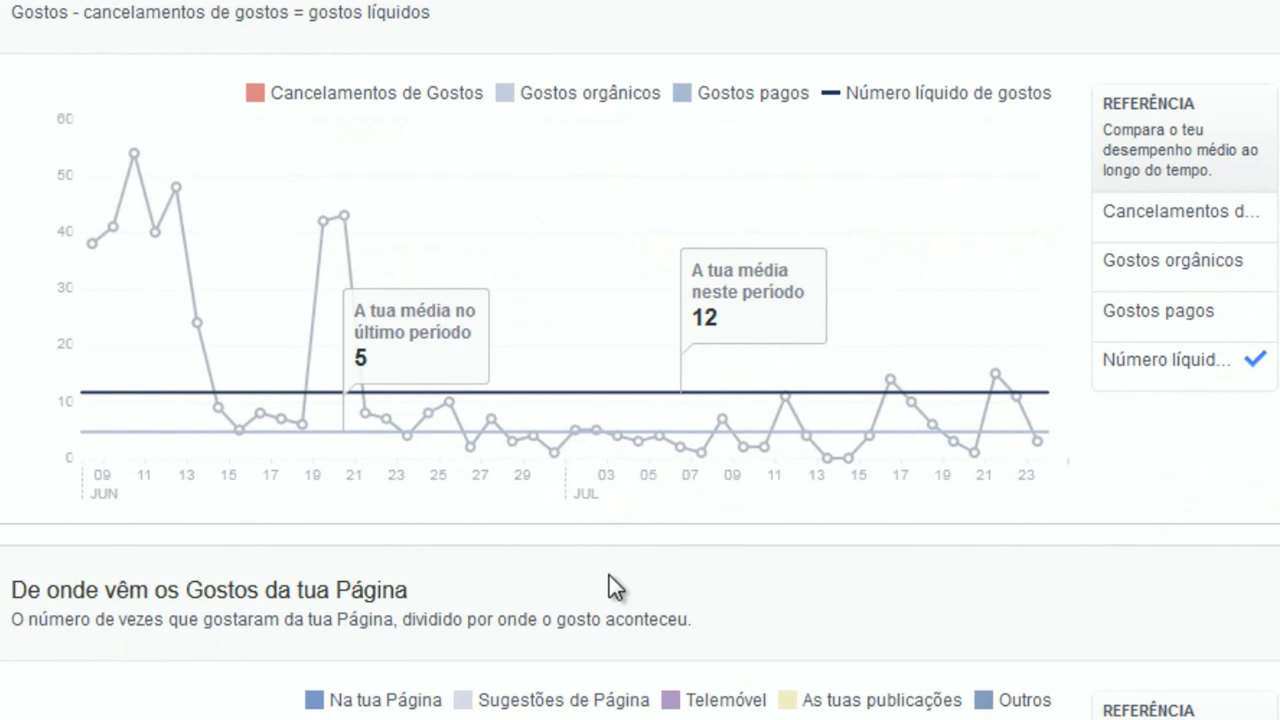 Gostos - cancelamentos de gostos = gostos líquidos
Cancelamentos de Gostos Gostos orgânicos Gostos pagos Número líquido de gostos
REFERÊNCIA
Compara o teu
desempenho médio ao
longo do tempo.
Cancelamentos d...
Gostos orgânicos
Gostos pagos
Número líquid...
60
50
40
30
20
10
0
A tua média no
último período
5
A tua média
neste período
12
09 11 13 15 17 19 21 23 25 27 29 03 05 07 09 11 13 15 17 19 21 23
JUN JUL
De onde vêm os Gostos da tua Página
O número de vezes que gostaram da tua Página, dividido por onde o gosto aconteceu.
Na tua Página Sugestões de Página Telemóvel As tuas publicações Outros
REFERÊNCIA